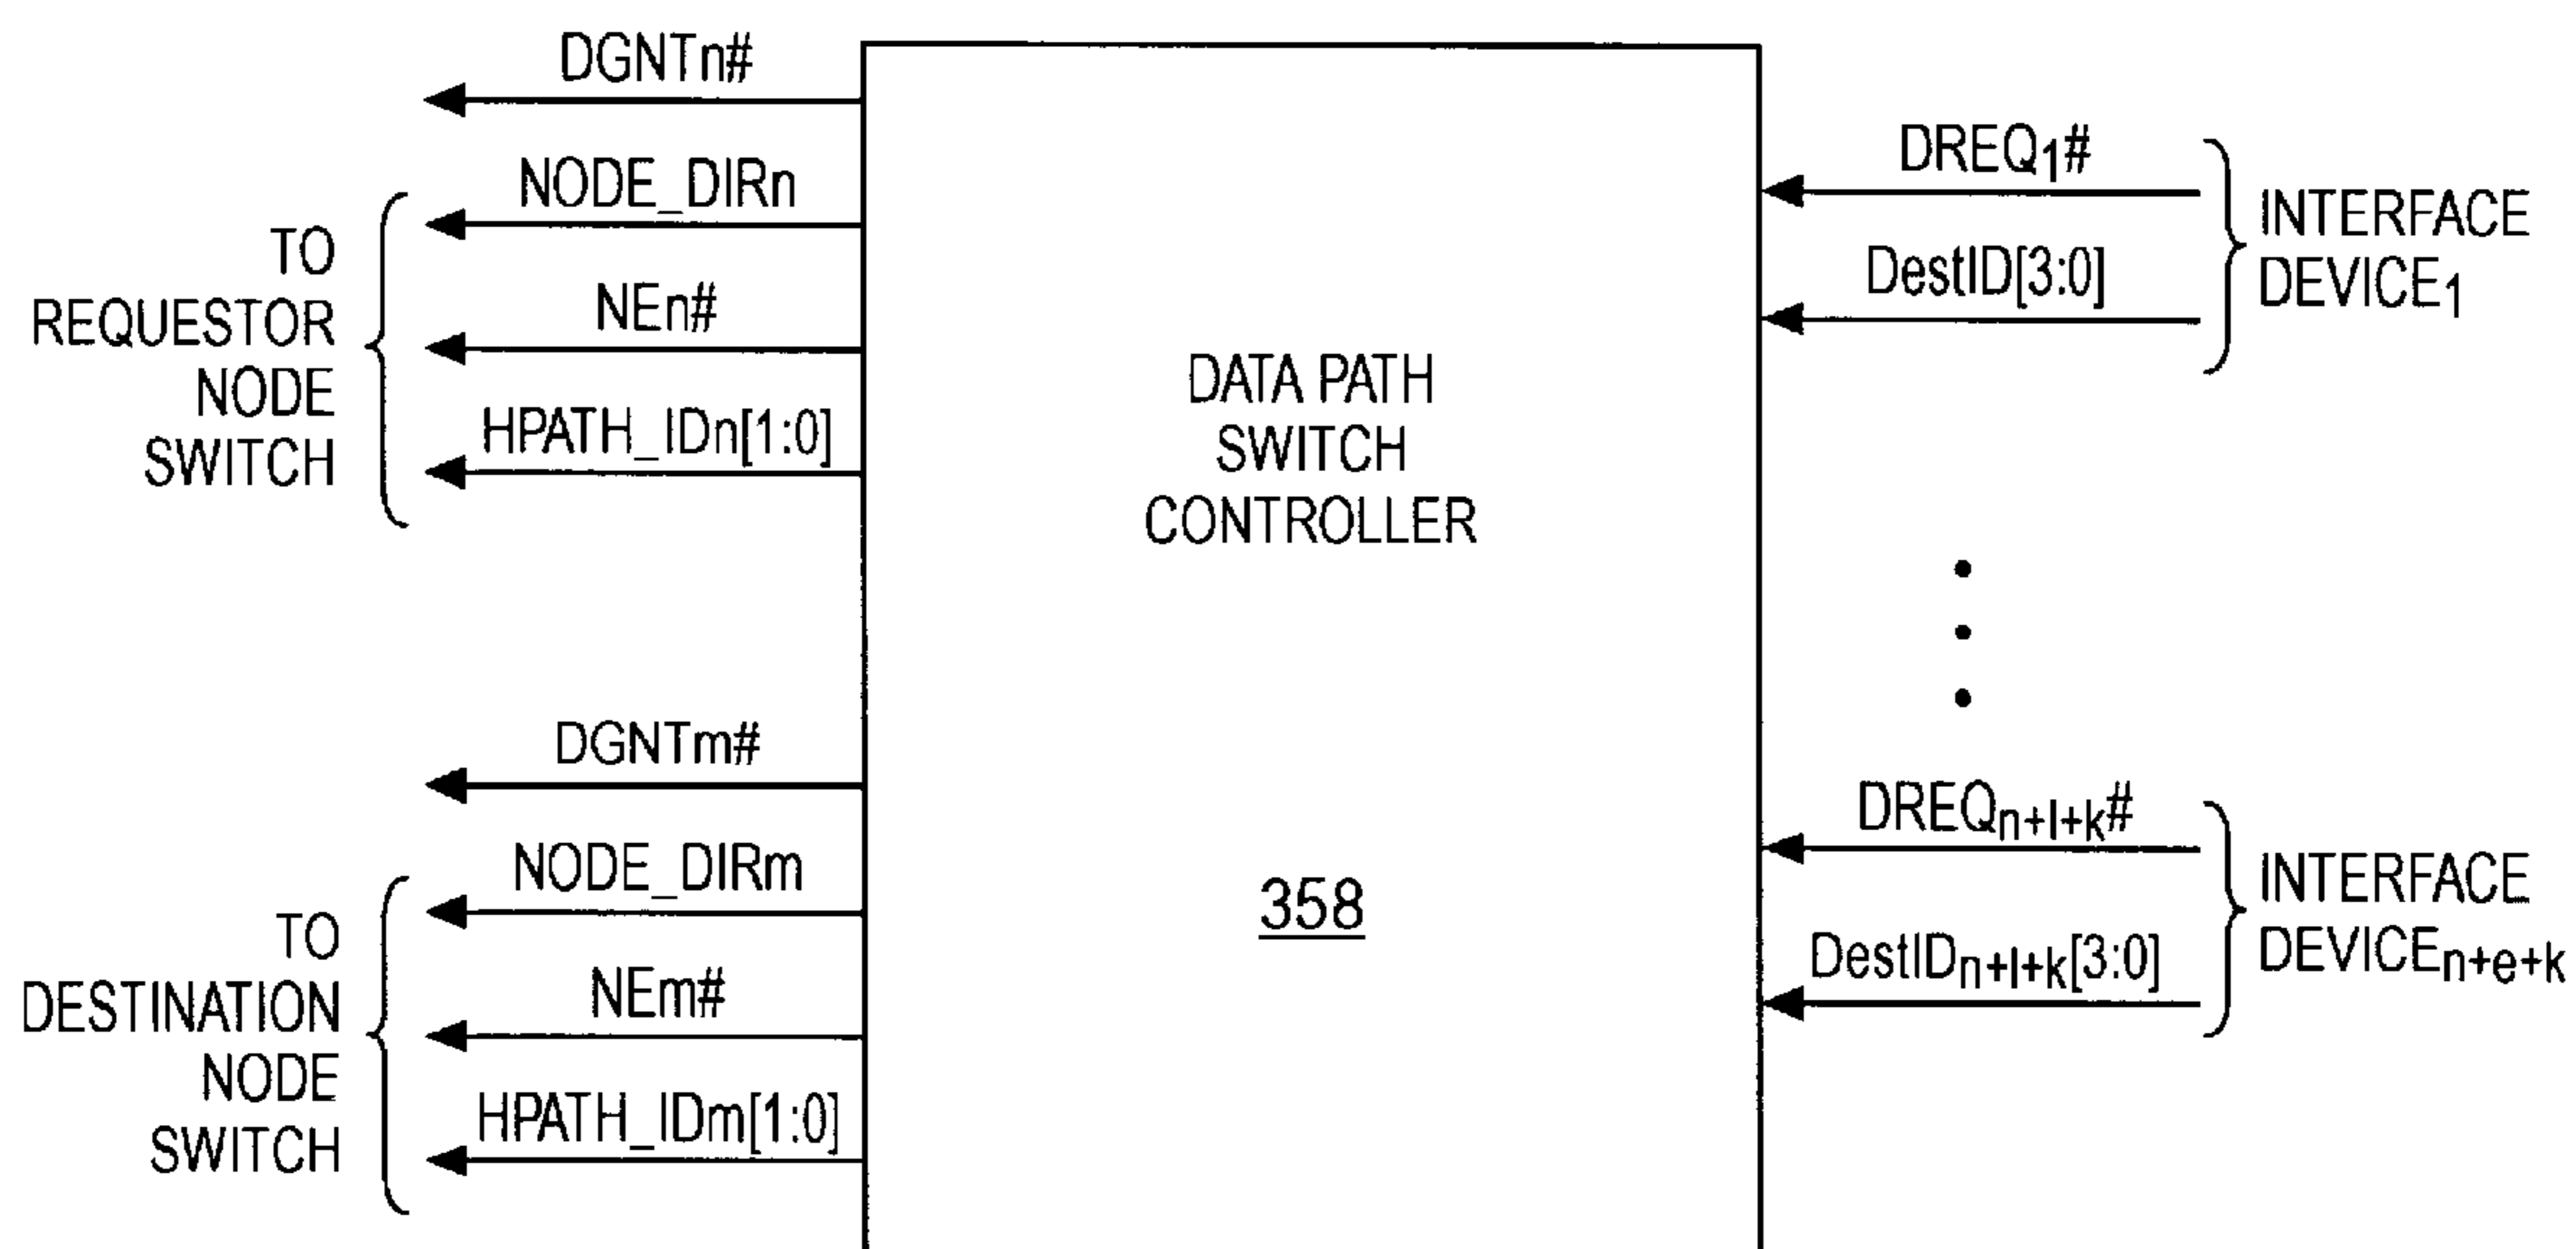 DGNTn#
NODE_DIRn
NEn#
HPATH_IDn[1:0]
TO
REQUESTOR
NODE
SWITCH
DGNTm#
NODE_DIRm
NEm#
HPATH_IDm[1:0]
TO
DESTINATION
NODE
SWITCH
DATA PATH
SWITCH
CONTROLLER
358
DREQ1#
DestID[3:0]
INTERFACE
DEVICE1
DREQn+l+k#
DestIDn+l+k[3:0]
INTERFACE
DEVICEn+e+k